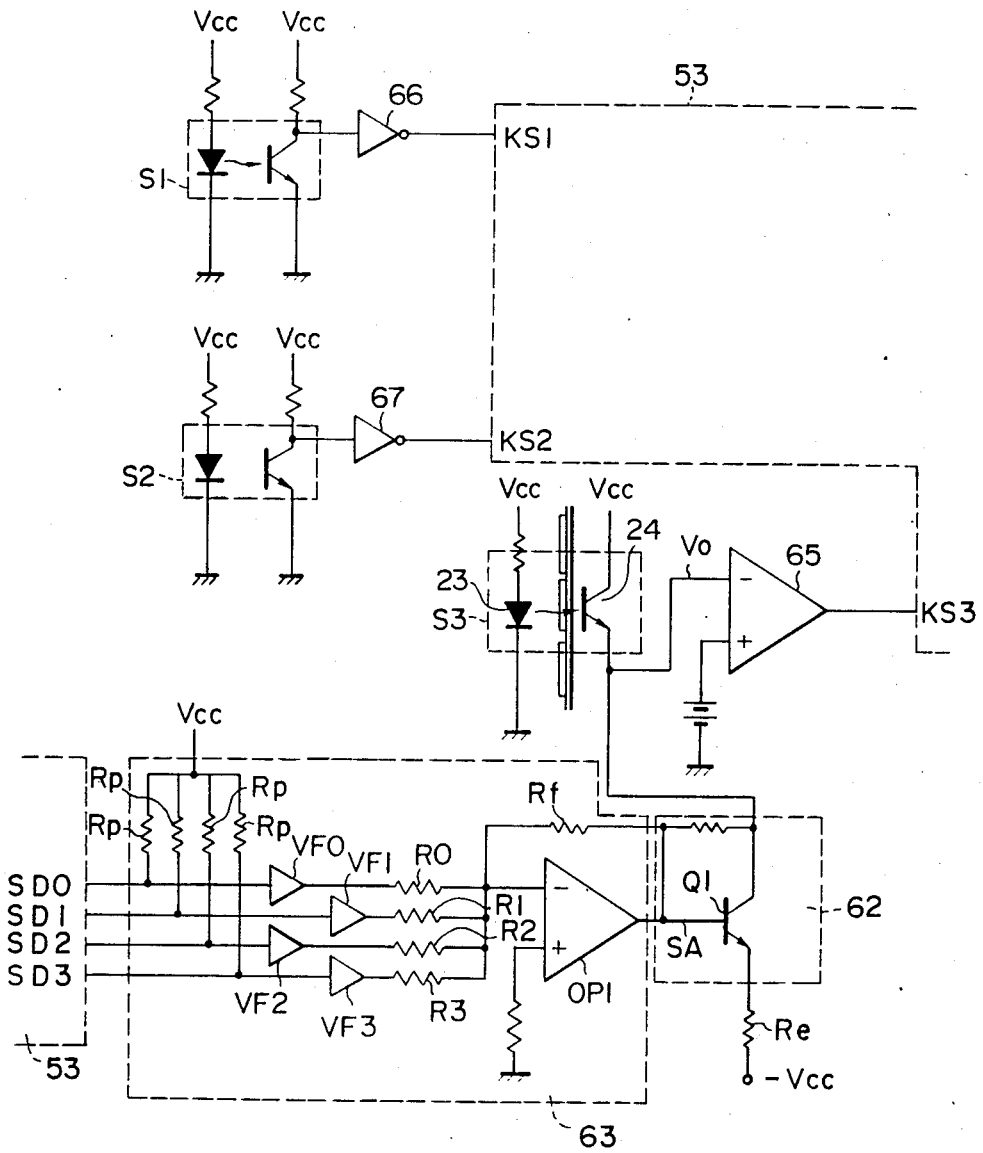 Vcc Vcc
53
66
KS1
S1
Vcc Vcc
67
KS2
S2
Vcc Vcc
24
Vo
65
23
S3
−
+
KS3
Vcc
Rp Rp
Rp Rp
Rf
VF0 VF1 R0
SD0
SD1 R1
SD2 R2
SD3
VF2 VF3 R3
−
+
OP1
Q1
SA
62
Re
−Vcc
53
63